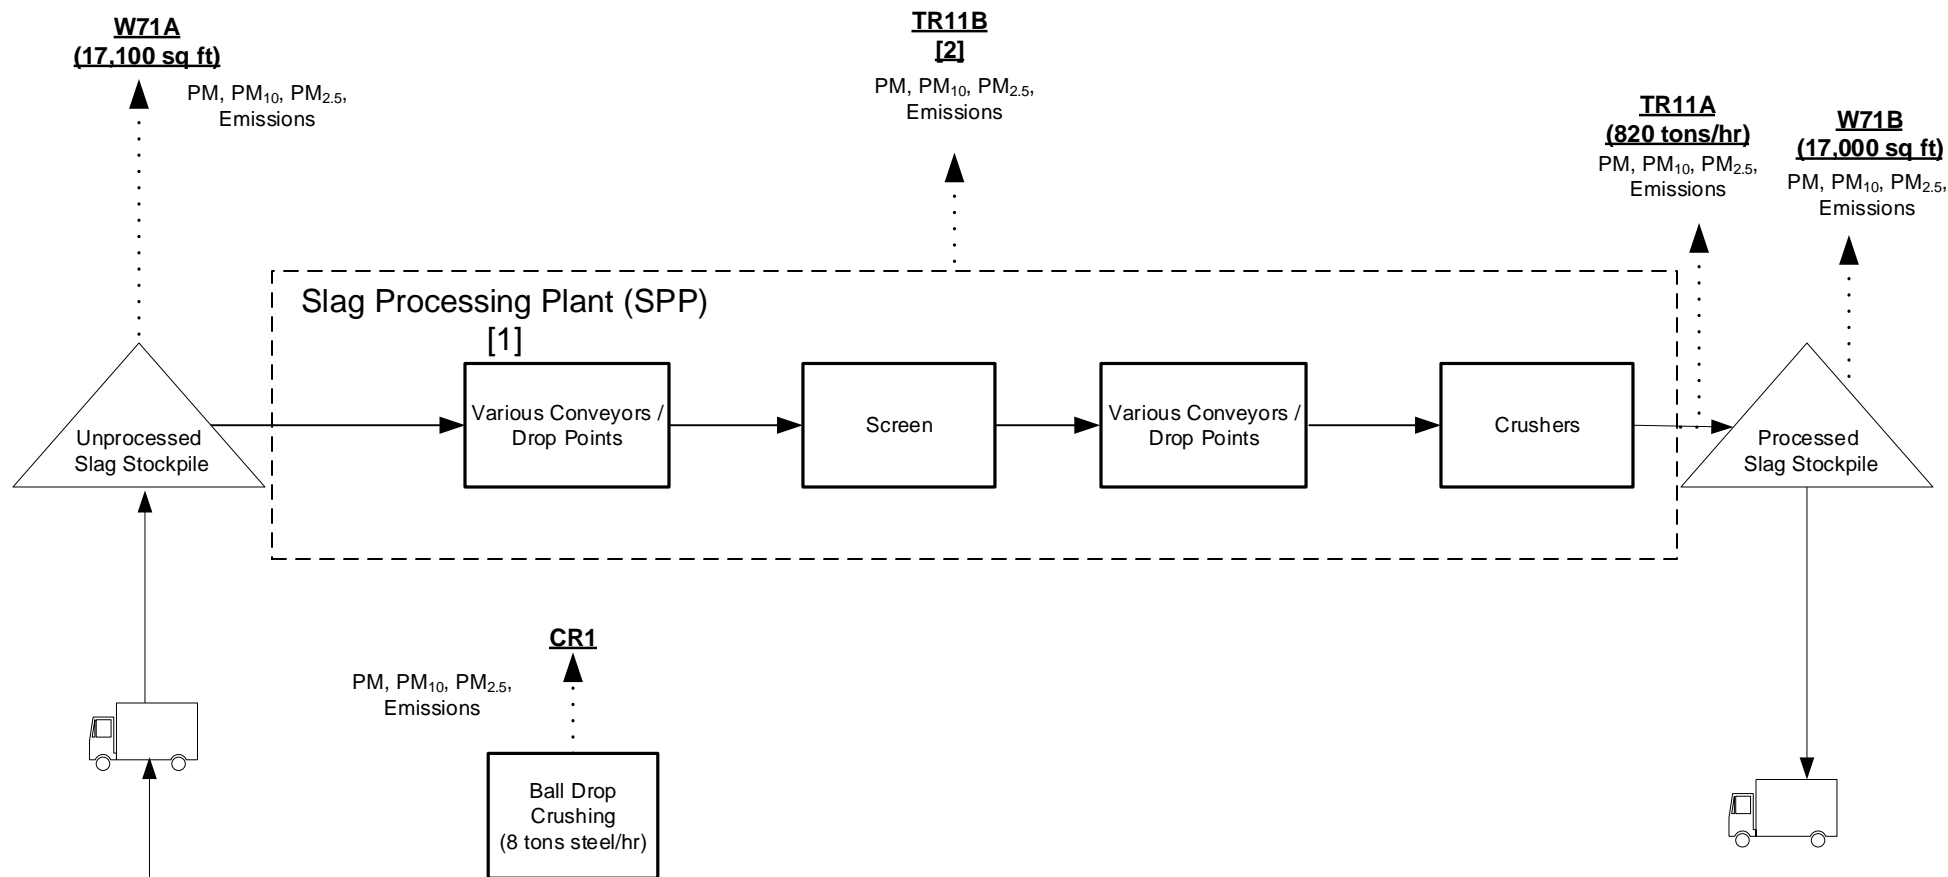 W71A
(17,100 sq ft)
PM, PM10, PM2.5,
Emissions
TR11B
[2]
PM, PM10, PM2.5,
Emissions
TR11A
(820 tons/hr)
PM, PM10, PM2.5,
Emissions
W71B
(17,000 sq ft)
PM, PM10, PM2.5,
Emissions
Slag Processing Plant (SPP)
[1]
Unprocessed
Slag Stockpile
Various Conveyors /
Drop Points
Screen
Various Conveyors /
Drop Points
Crushers
Processed
Slag Stockpile
CR1
PM, PM10, PM2.5,
Emissions
Ball Drop
Crushing
(8 tons steel/hr)